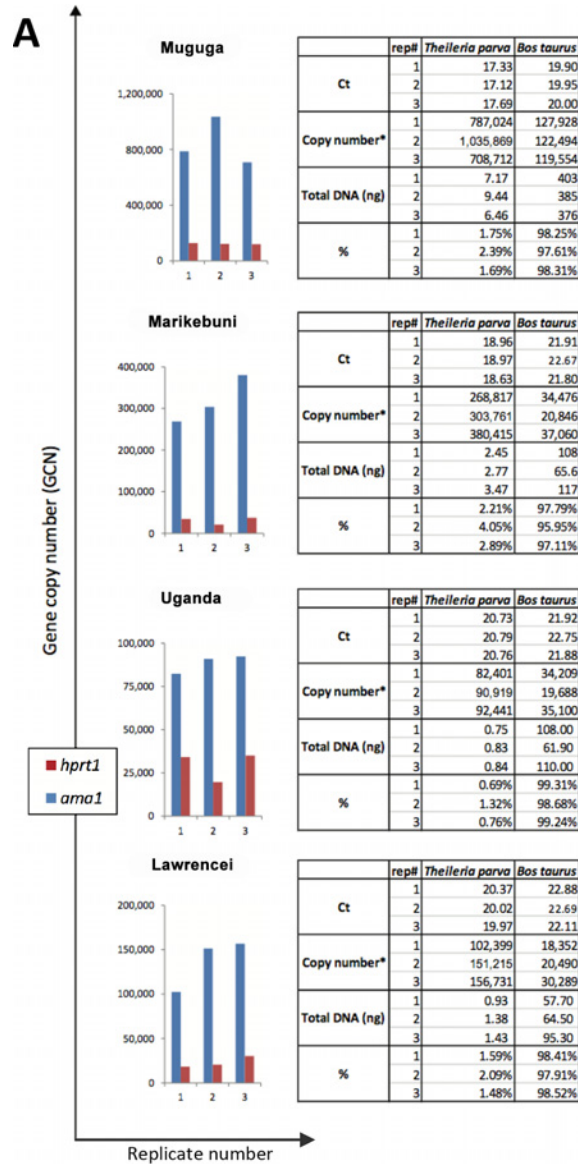 A
Gene copy number (GCN)
Muguga
1,200,000
800,000
400,000
0
1 2 3
rep# Theileria parva Bos taurus
Ct
1 17.33 19.90
2 17.12 19.95
3 17.69 20.00
Copy number*
1 787,024 127,928
2 1,035,869 122,494
3 708,712 119,554
Total DNA (ng)
1 7.17 403
2 9.44 385
3 6.46 376
%
1 1.75% 98.25%
2 2.39% 97.61%
3 1.69% 98.31%
Marikebuni
400,000
300,000
200,000
100,000
0
1 2 3
rep# Theileria parva Bos taurus
Ct
1 18.96 21.91
2 18.97 22.67
3 18.63 21.80
Copy number*
1 268,817 34,476
2 303,761 20,846
3 380,415 37,060
Total DNA (ng)
1 2.45 108
2 2.77 65.6
3 3.47 117
%
1 2.21% 97.79%
2 4.05% 95.95%
3 2.89% 97.11%
Uganda
100,000
75,000
50,000
25,000
0
1 2 3
rep# Theileria parva Bos taurus
Ct
1 20.73 21.92
2 20.79 22.75
3 20.76 21.88
Copy number*
1 82,401 34,209
2 90,919 19,688
3 92,441 35,100
Total DNA (ng)
1 0.75 108.00
2 0.83 61.90
3 0.84 110.00
%
1 0.69% 99.31%
2 1.32% 98.68%
3 0.76% 99.24%
hprt1
ama1
Lawrencei
200,000
150,000
100,000
50,000
0
1 2 3
rep# Theileria parva Bos taurus
Ct
1 20.37 22.88
2 20.02 22.69
3 19.97 22.11
Copy number*
1 102,399 18,352
2 151,215 20,490
3 156,731 30,289
Total DNA (ng)
1 0.93 57.70
2 1.38 64.50
3 1.43 95.30
%
1 1.59% 98.41%
2 2.09% 97.91%
3 1.48% 98.52%
Replicate number